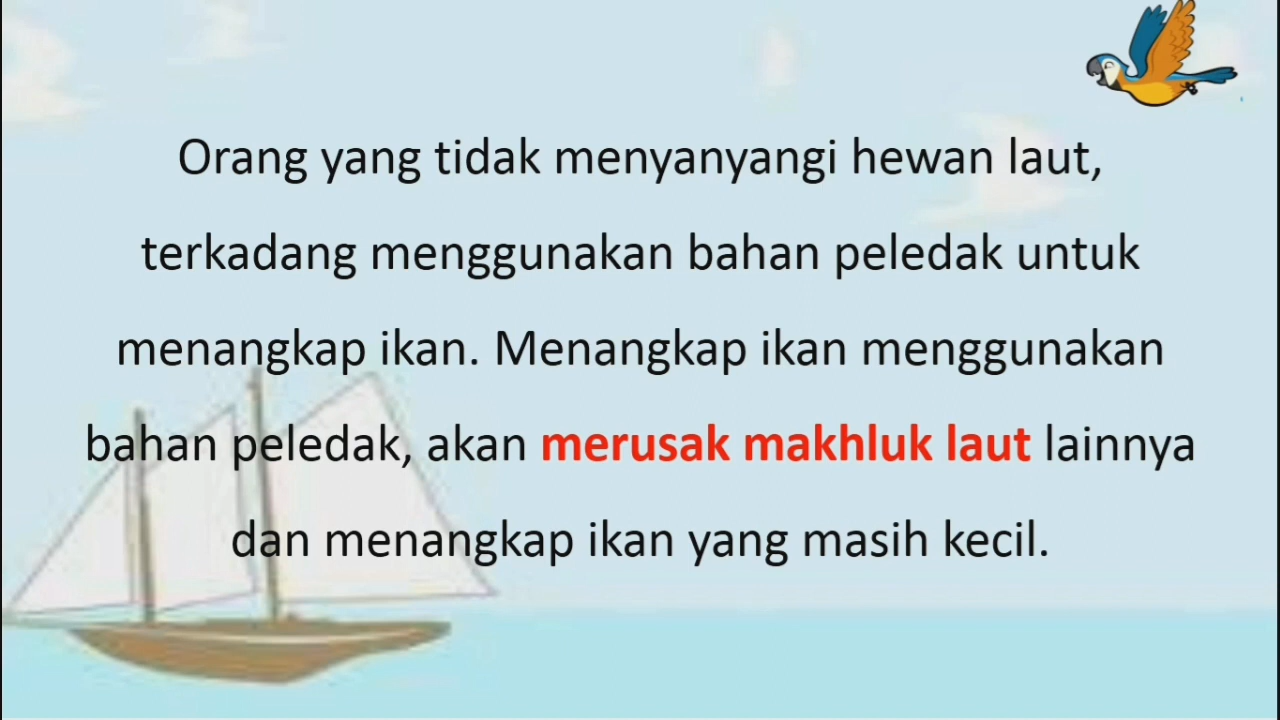 Orang yang tidak menyanyangi hewan laut,
terkadang menggunakan bahan peledak untuk
menangkap ikan. Menangkap ikan menggunakan
bahan peledak, akan merusak makhluk laut lainnya
dan menangkap ikan yang masih kecil.